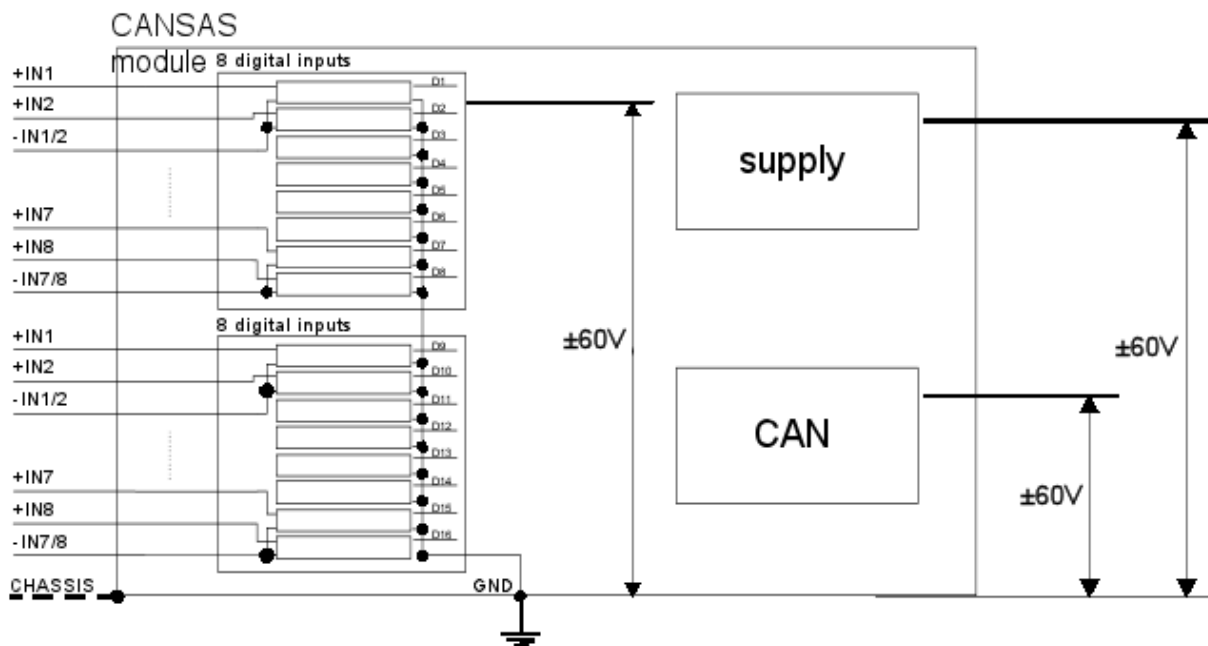 CANSAS
module
8 digital inputs
+IN1
+IN2
-IN1/2
+IN7
+IN8
-IN7/8
D1
D2
D3
D4
D5
D6
D7
D8
8 digital inputs
+IN1
+IN2
-IN1/2
+IN7
+IN8
-IN7/8
D9
D10
D11
D12
D13
D14
D15
D16
CHASSIS
GND
±60V
supply
CAN
±60V
±60V